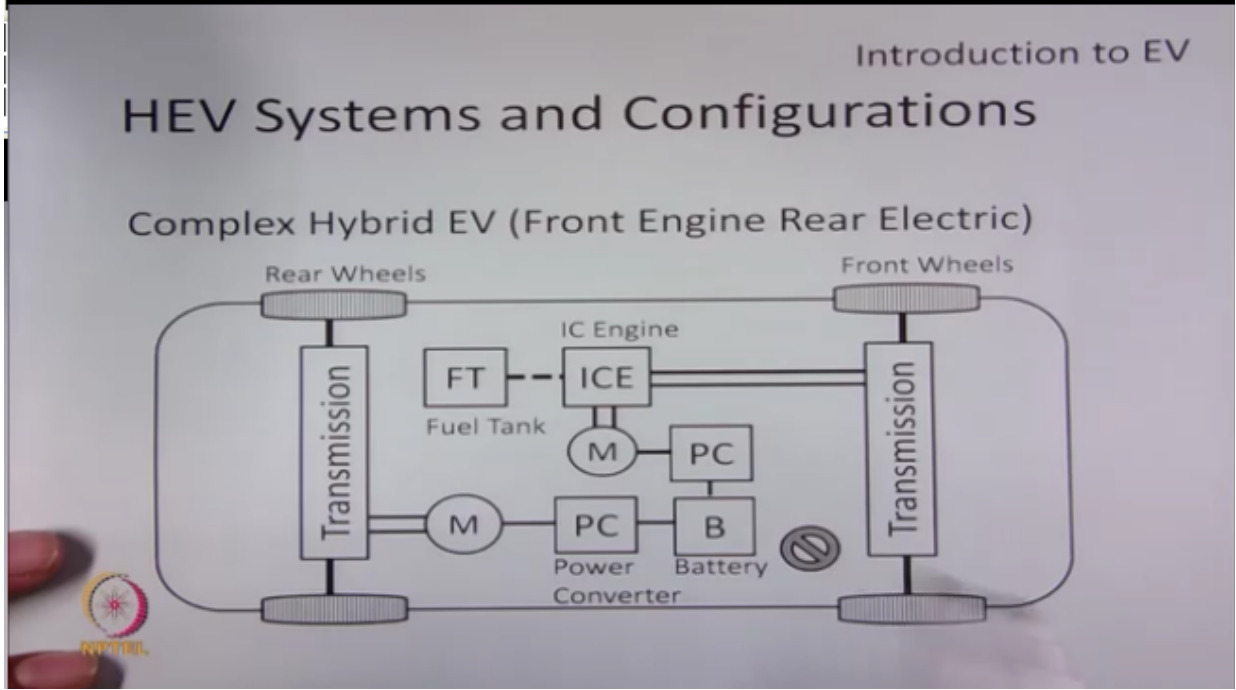 Introduction to EV
HEV Systems and Configurations
Complex Hybrid EV (Front Engine Rear Electric)
Rear Wheels
Front Wheels
IC Engine
Transmission
FT
ICE
Transmission
Fuel Tank
M
PC
M
PC
B
Power
Converter
Battery
NPTEL